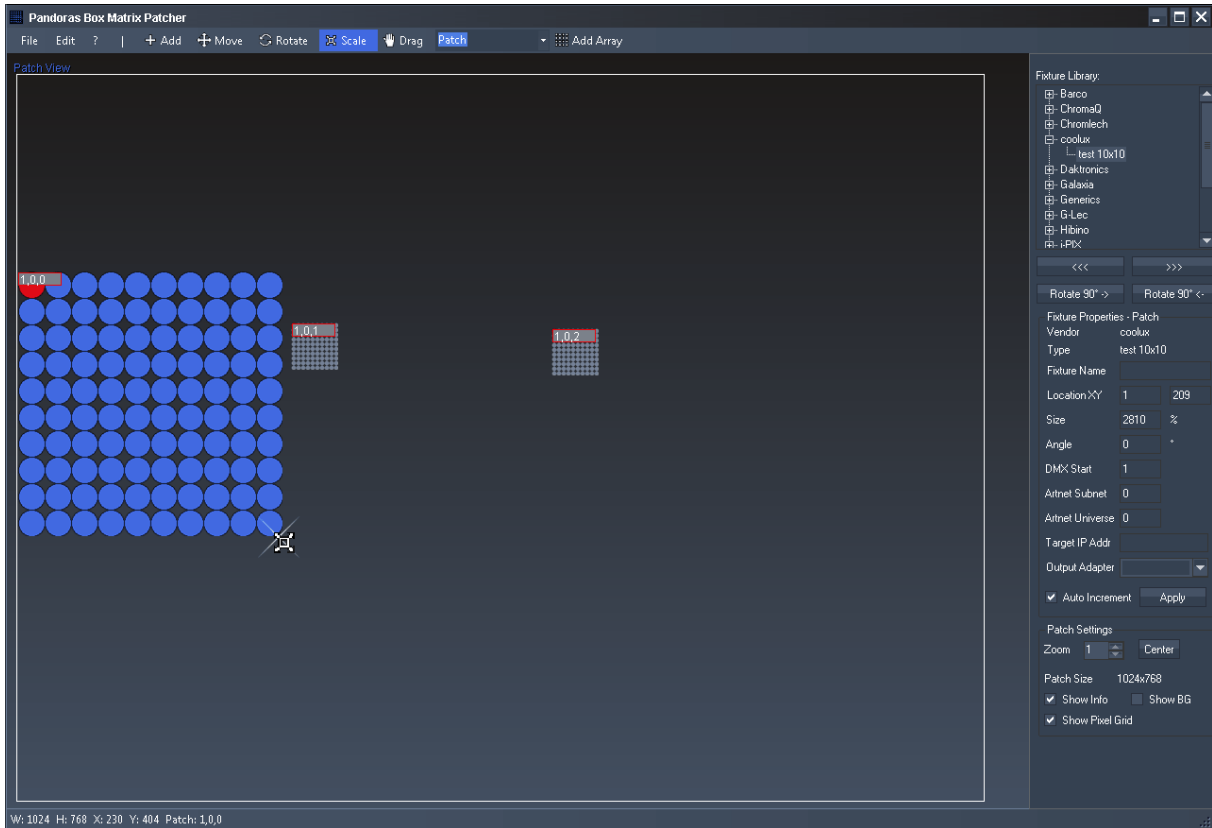 Pandoras Box Matrix Patcher
File Edit ? | Add Move Rotate Scale Drag Patch Add Array
Patch View
1,0,0
1,0,1
1,0,2
Fixture Library:
Barco
ChromaQ
Chromlech
coolux
test 10x10
Daktronics
Galaxia
Generics
G-Lec
Hibino
i-PIX
<<< >>>
Rotate 90° -> Rotate 90° <-
Fixture Properties - Patch
Vendor coolux
Type test 10x10
Fixture Name
Location XY 1 209
Size 2810 %
Angle 0 °
DMX Start 1
Artnet Subnet 0
Artnet Universe 0
Target IP Addr
Output Adapter
Auto Increment Apply
Patch Settings
Zoom 1 Center
Patch Size 1024x768
Show Info Show BG
Show Pixel Grid
W: 1024 H: 768 X: 230 Y: 404 Patch: 1,0,0